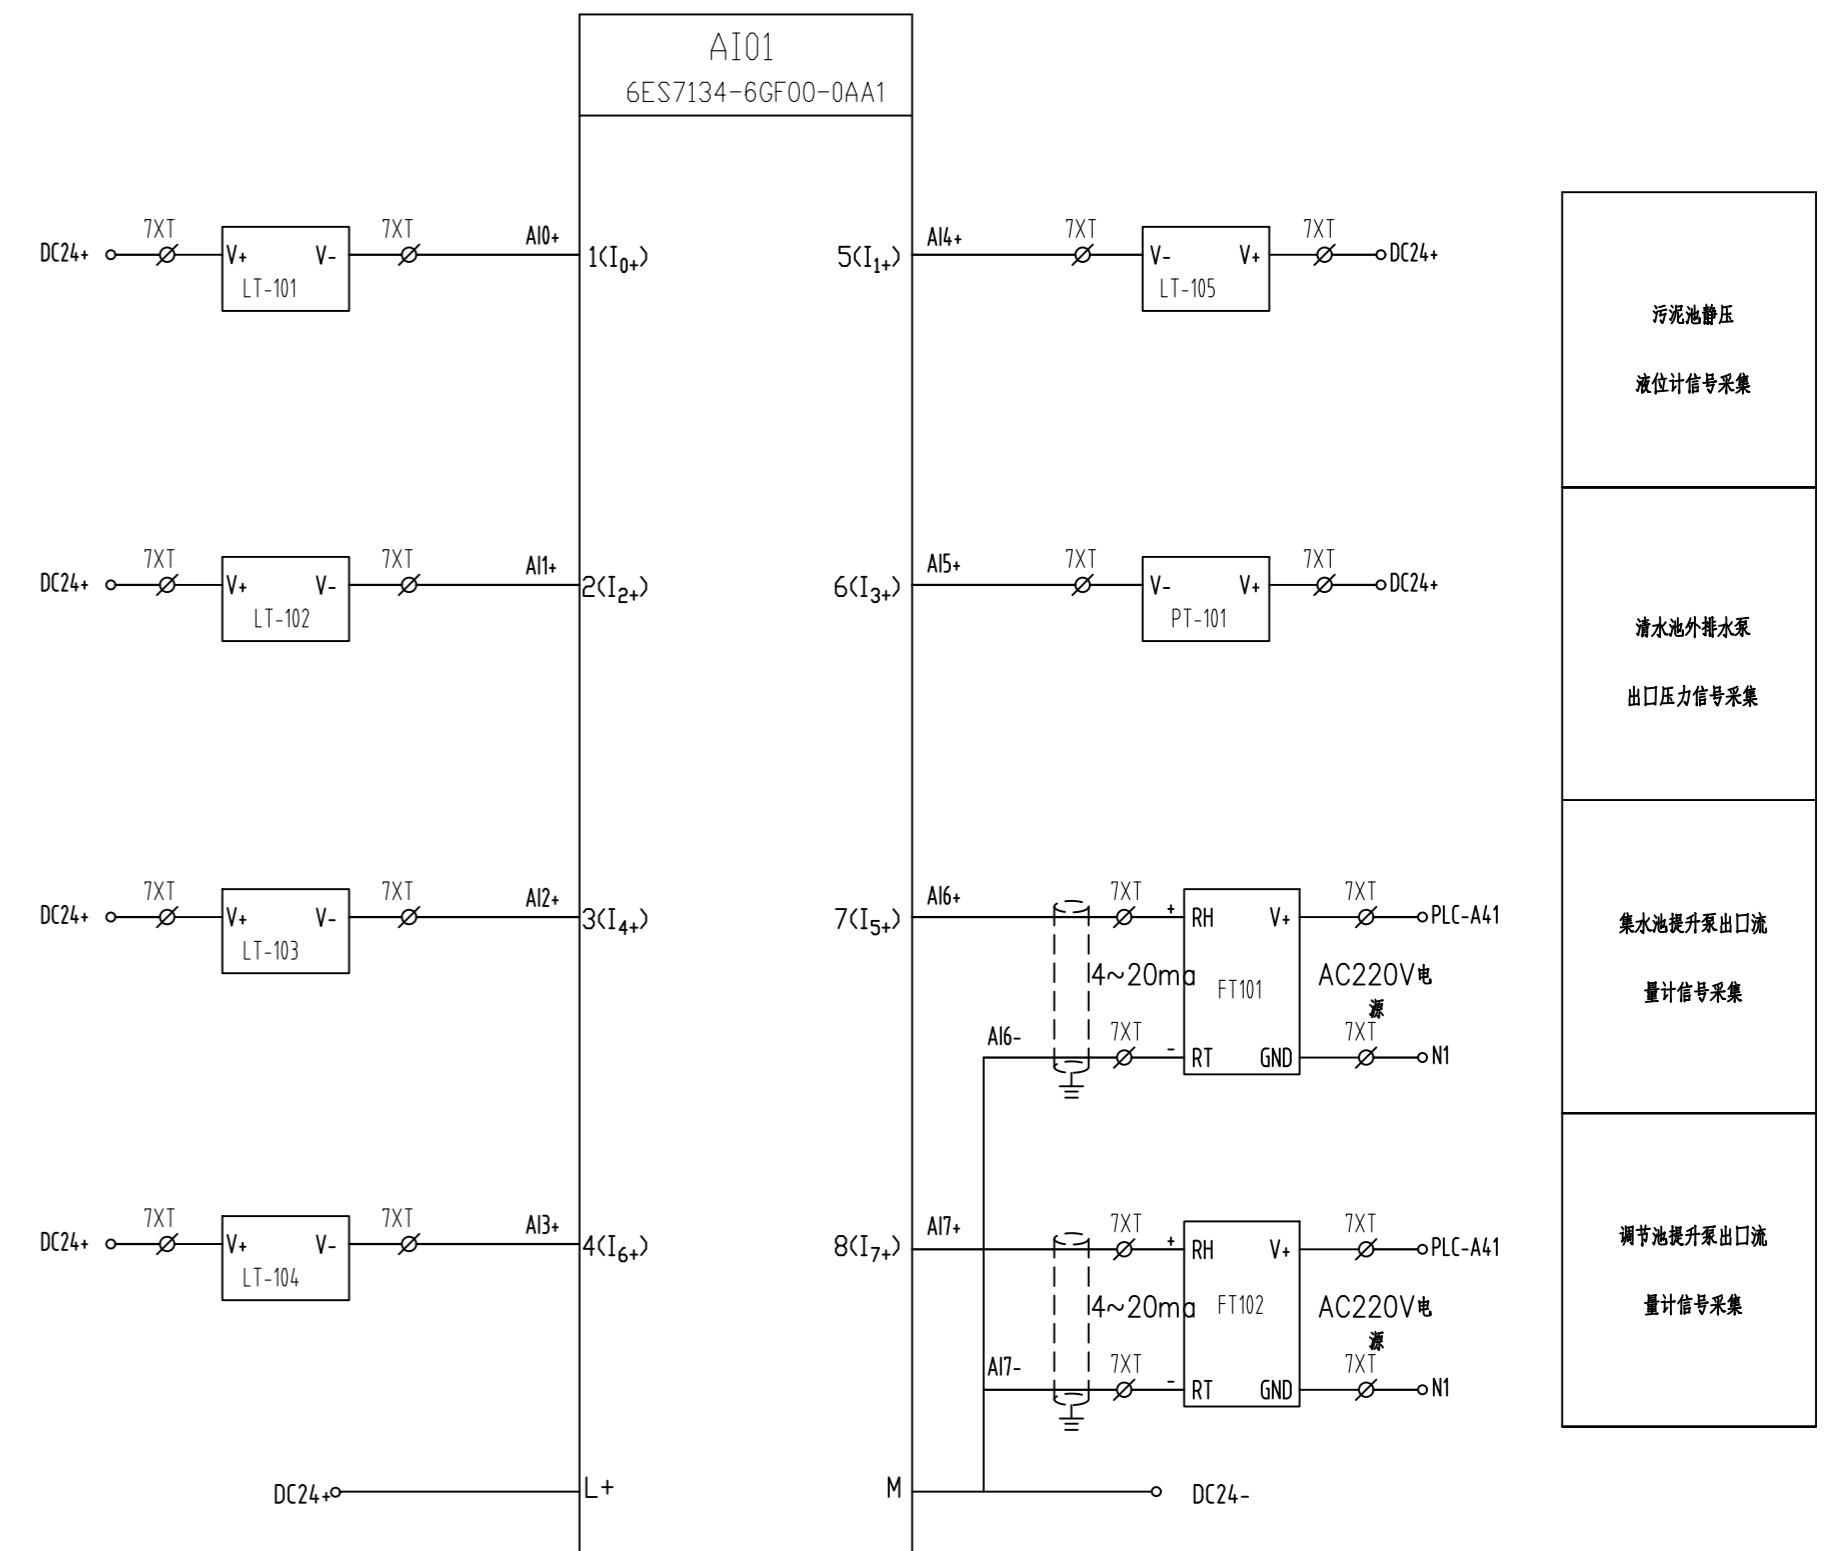 AI01
6ES7134-6GF00-0AA1
DC24+ 7XT V+ V- 7XT AI0+ 1(I0+) 5(I1+) AI4+ 7XT V- V+ 7XT DC24+
LT-101 LT-105
污泥池静压
液位计信号采集
DC24+ 7XT V+ V- 7XT AI1+ 2(I2+) 6(I3+) AI5+ 7XT V- V+ 7XT DC24+
LT-102 PT-101
清水池外排水泵
出口压力信号采集
DC24+ 7XT V+ V- 7XT AI2+ 3(I4+) 7(I5+) AI6+ 7XT + RH V+ 7XT PLC-A41
LT-103
4~20ma FT101 AC220V电
源
AI6- 7XT - RT GND 7XT N1
集水池提升泵出口流
量计信号采集
DC24+ 7XT V+ V- 7XT AI3+ 4(I6+) 8(I7+) AI7+ 7XT + RH V+ 7XT PLC-A41
LT-104
4~20ma FT102 AC220V电
源
AI7- 7XT - RT GND 7XT N1
调节池提升泵出口流
量计信号采集
DC24+ L+ M DC24-